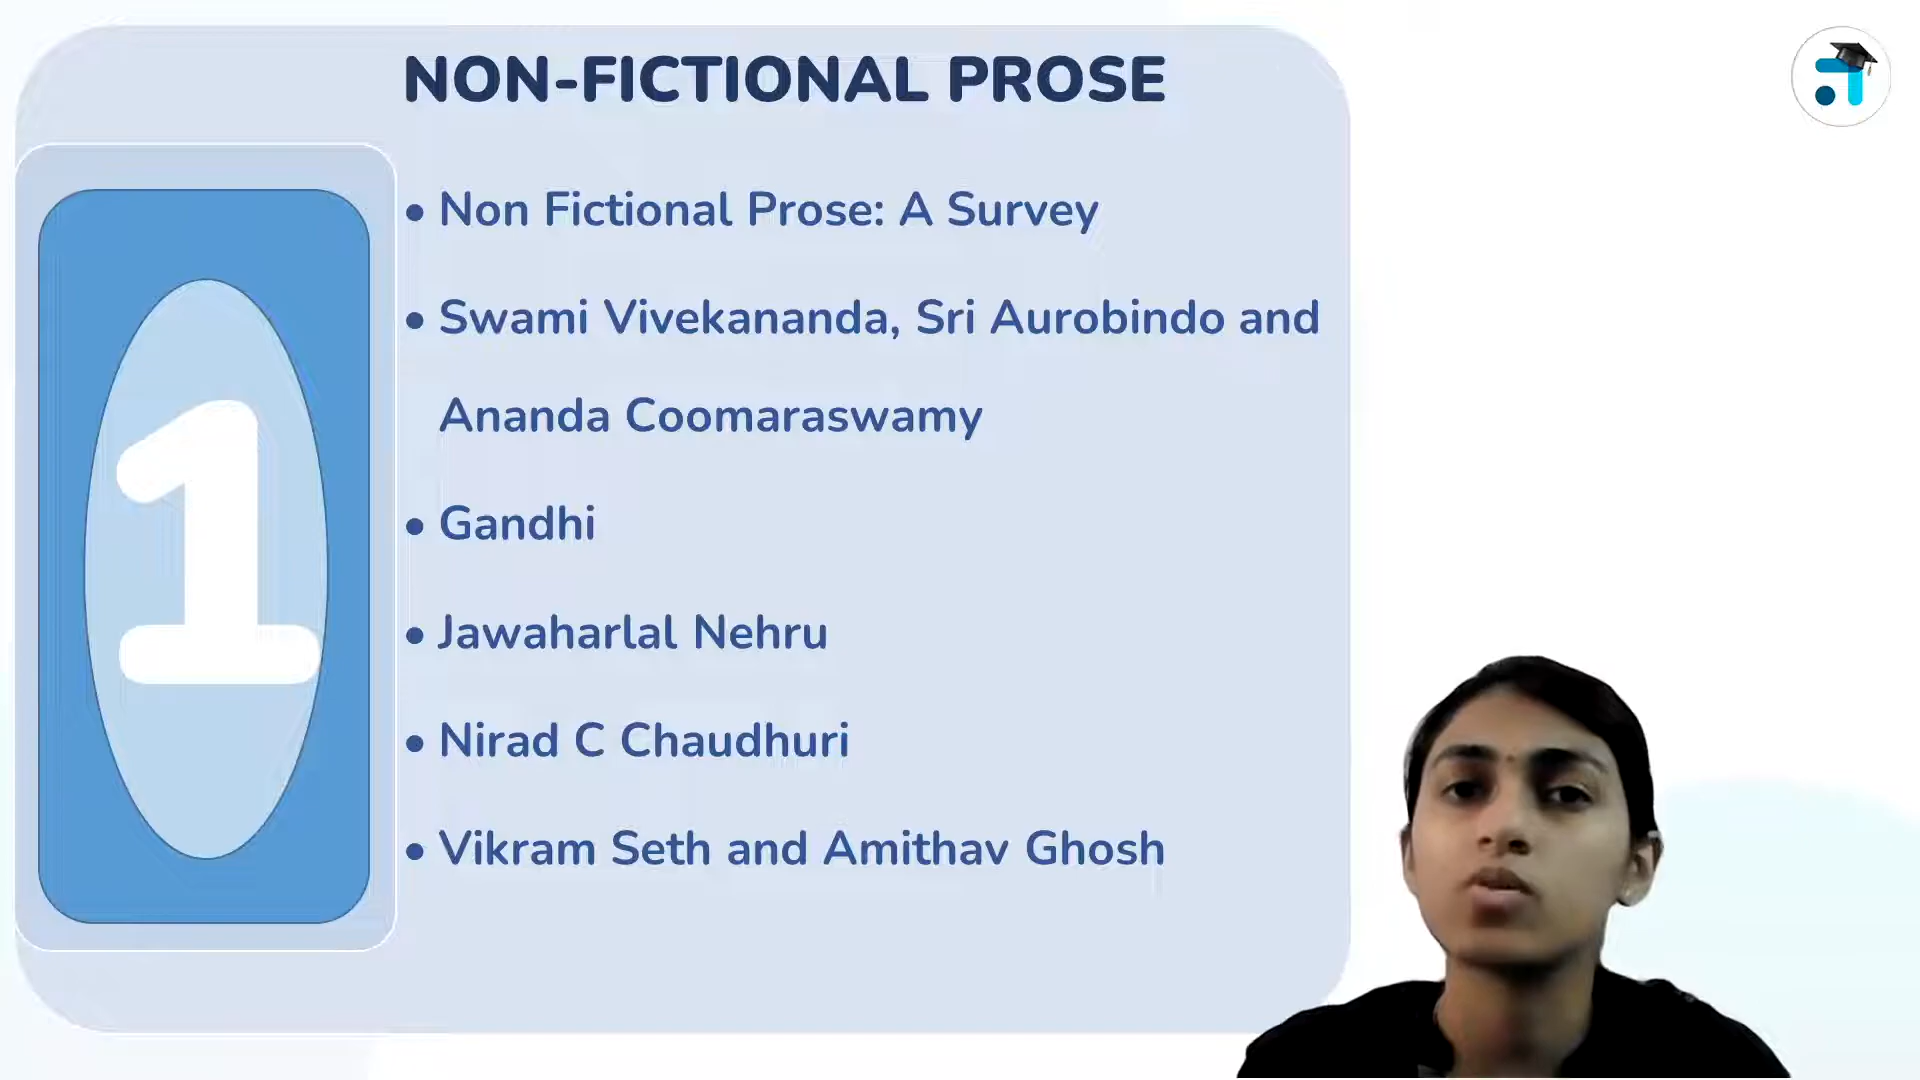 NON-FICTIONAL PROSE
1
• Non Fictional Prose: A Survey
• Swami Vivekananda, Sri Aurobindo and
Ananda Coomaraswamy
• Gandhi
• Jawaharlal Nehru
• Nirad C Chaudhuri
• Vikram Seth and Amithav Ghosh